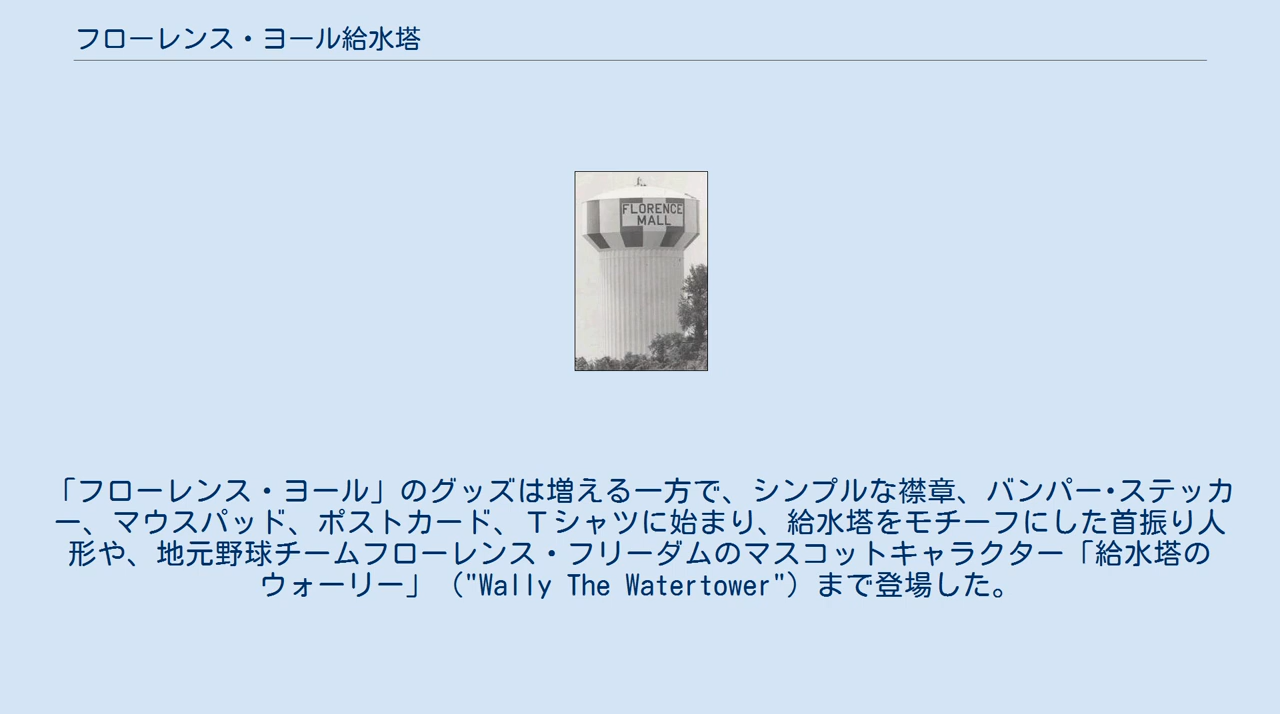 フローレンス・ヨール給水塔
FLORENCE
MALL
「フローレンス・ヨール」のグッズは増える一方で、シンプルな襟章、バンパー･ステッカ
ー、マウスパッド、ポストカード、Ｔシャツに始まり、給水塔をモチーフにした首振り人
形や、地元野球チームフローレンス・フリーダムのマスコットキャラクター「給水塔の
ウォーリー」（"Wally The Watertower"）まで登場した。